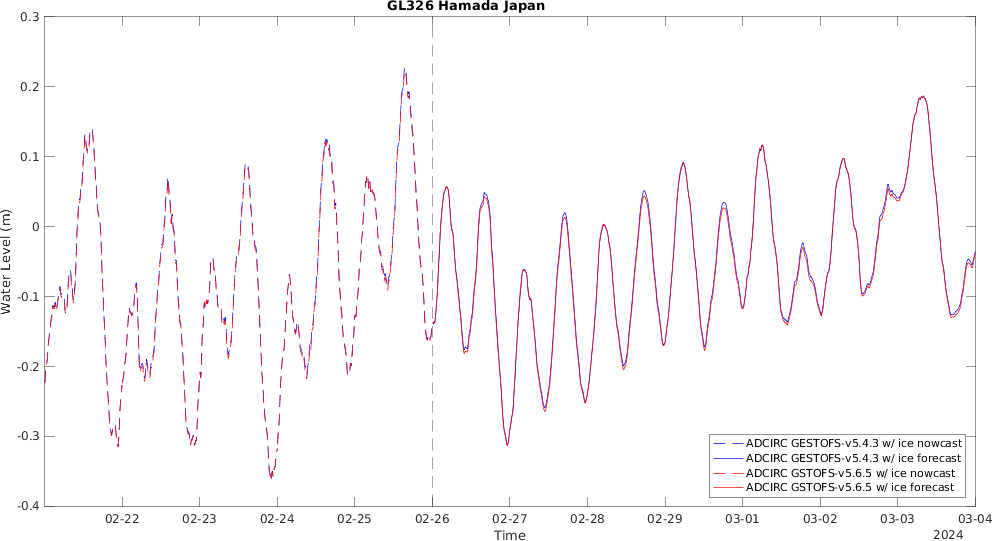 GL326 Hamada Japan
0.3
0.2
0.1
0
-0.1
-0.2
-0.3
-0.4
Water Level (m)
ADCIRC GESTOFS-v5.4.3 w/ ice nowcast
ADCIRC GESTOFS-v5.4.3 w/ ice forecast
ADCIRC GSTOFS-v5.6.5 w/ ice nowcast
ADCIRC GSTOFS-v5.6.5 w/ ice forecast
02-22 02-23 02-24 02-25 02-26 02-27 02-28 02-29 03-01 03-02 03-03 03-04
Time
2024